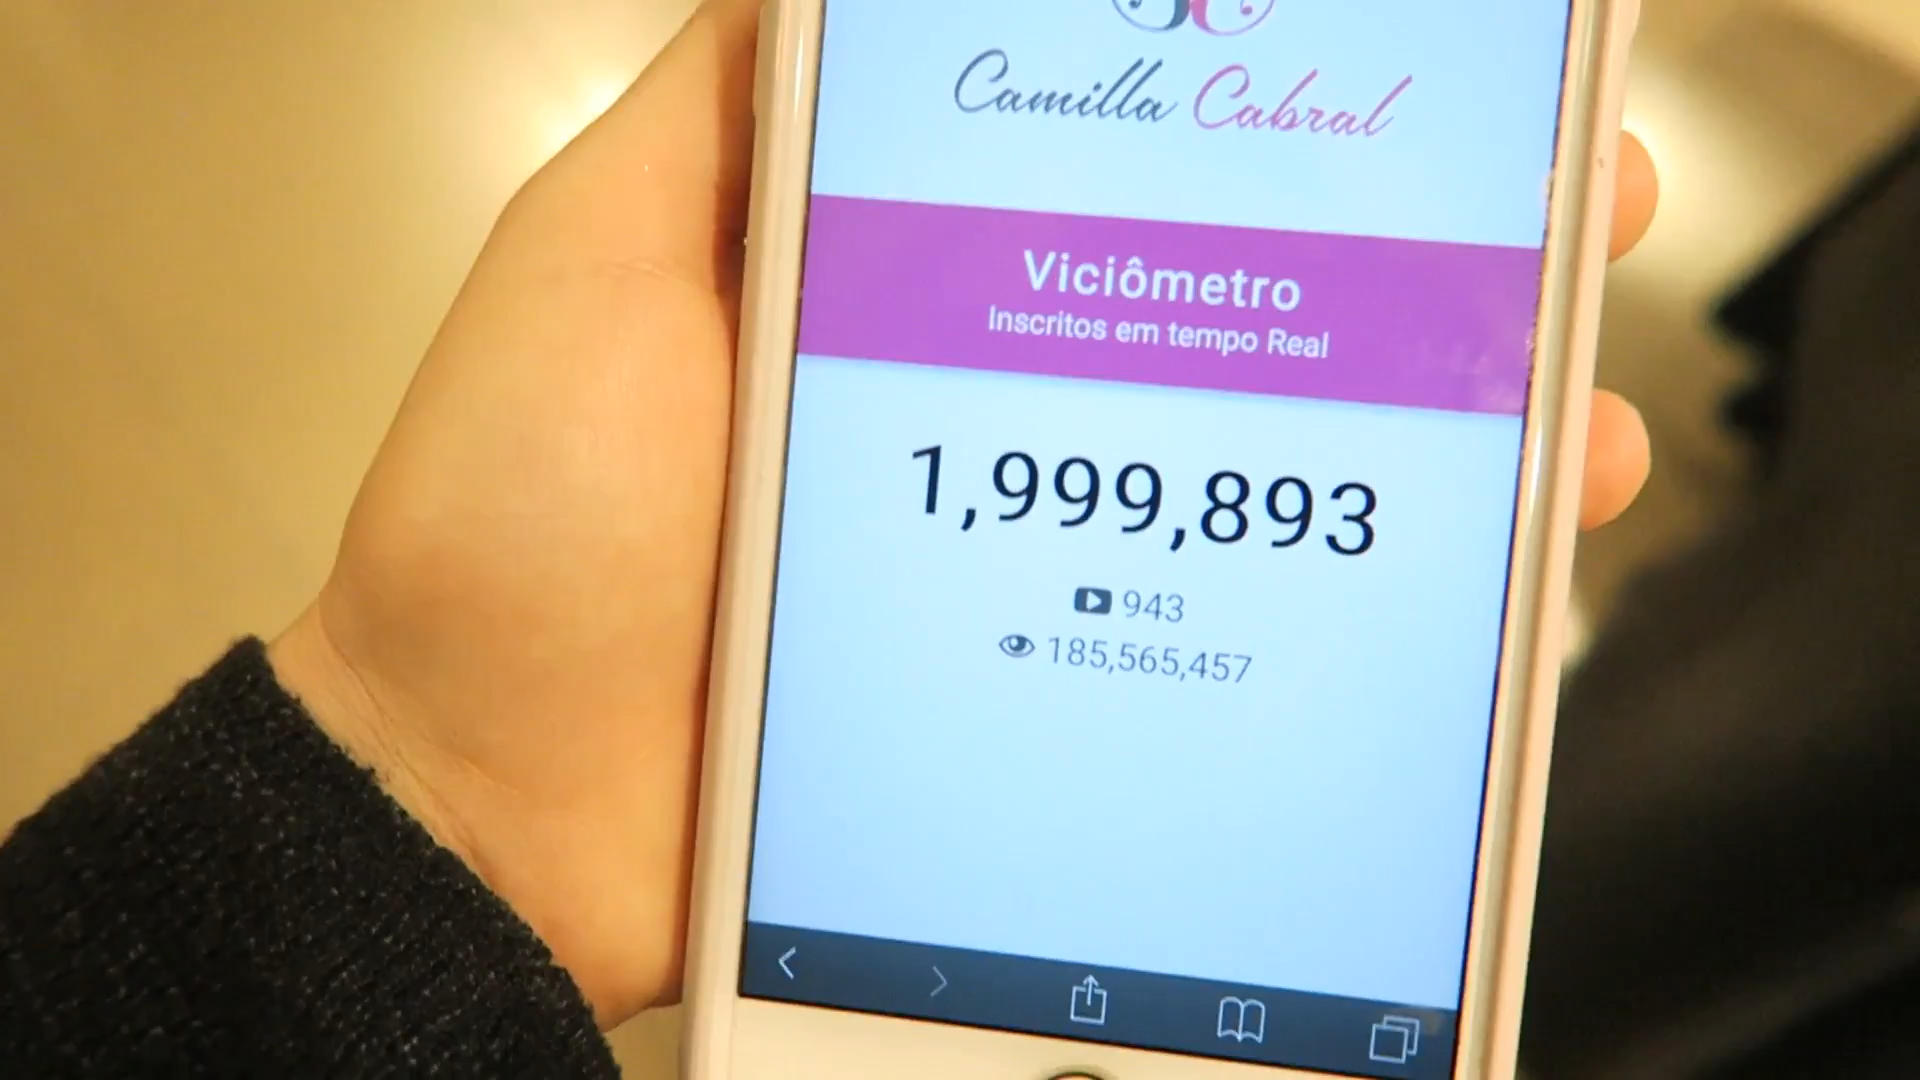 Camilla Cabral
Viciômetro
Inscritos em tempo Real
1,999,893
943
185,565,457